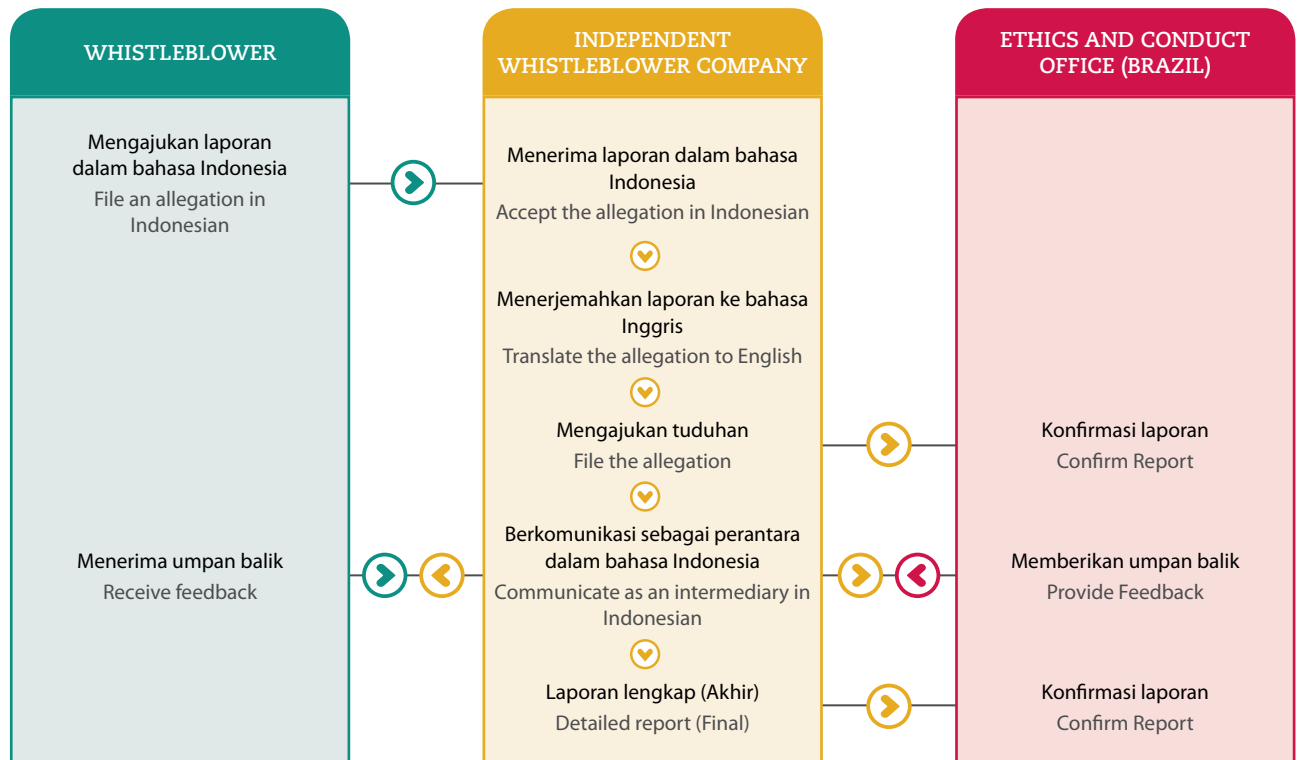 WHISTLEBLOWER
Mengajukan laporan
dalam bahasa Indonesia
File an allegation in
Indonesian
Menerima umpan balik
Receive feedback
INDEPENDENT
WHISTLEBLOWER COMPANY
Menerima laporan dalam bahasa
Indonesia
Accept the allegation in Indonesian
Menerjemahkan laporan ke bahasa
Inggris
Translate the allegation to English
Mengajukan tuduhan
File the allegation
Berkomunikasi sebagai perantara
dalam bahasa Indonesia
Communicate as an intermediary in
Indonesian
Laporan lengkap (Akhir)
Detailed report (Final)
ETHICS AND CONDUCT
OFFICE (BRAZIL)
Konfirmasi laporan
Confirm Report
Memberikan umpan balik
Provide Feedback
Konfirmasi laporan
Confirm Report